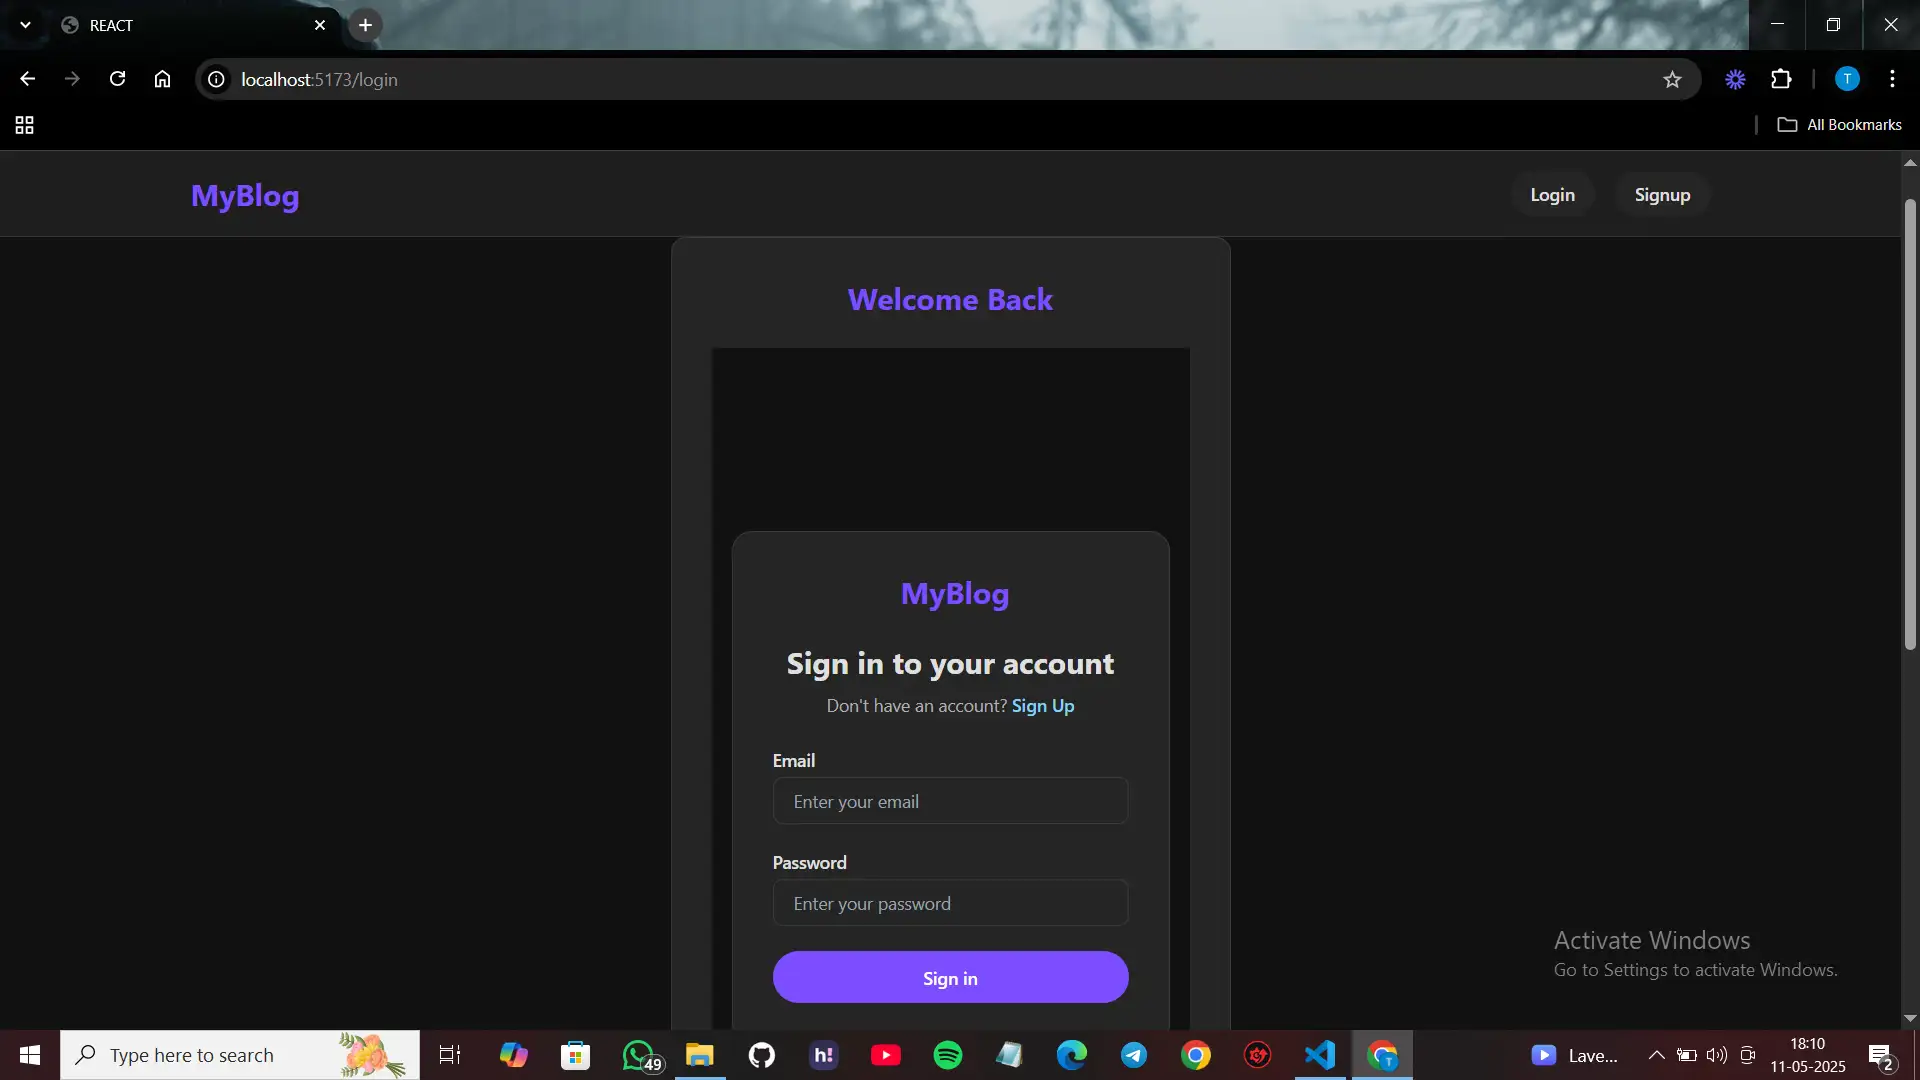 REACT
localhost:5173/login
T
All Bookmarks
MyBlog
Login
Signup
Welcome Back
MyBlog
Sign in to your account
Don't have an account? Sign Up
Email
Enter your email
Password
Enter your password
Sign in
Activate Windows
Go to Settings to activate Windows.
Type here to search
49
h!
T
Lave...
18:10
11-05-2025
2